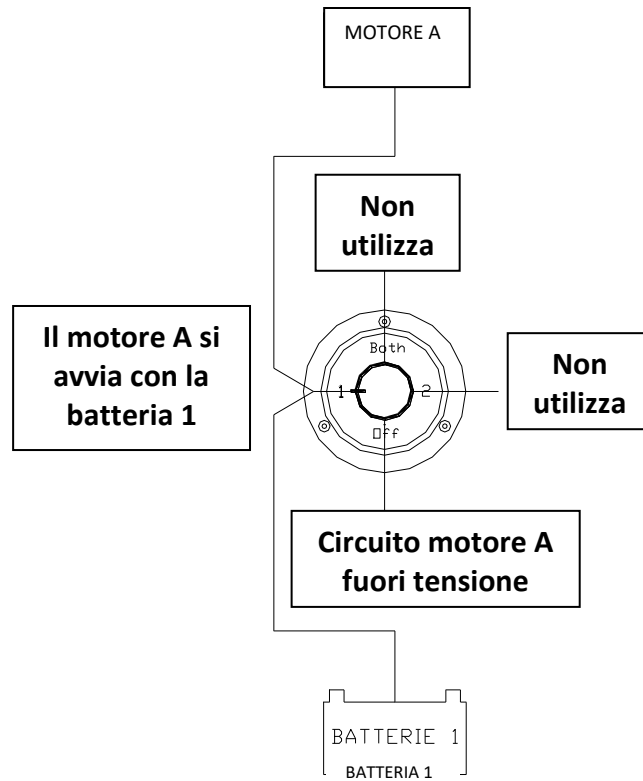 MOTORE A
Non
utilizza
Il motore A si
avvia con la
batteria 1
Both
1
2
Off
Non
utilizza
Circuito motore A
fuori tensione
BATTERIE 1
BATTERIA 1